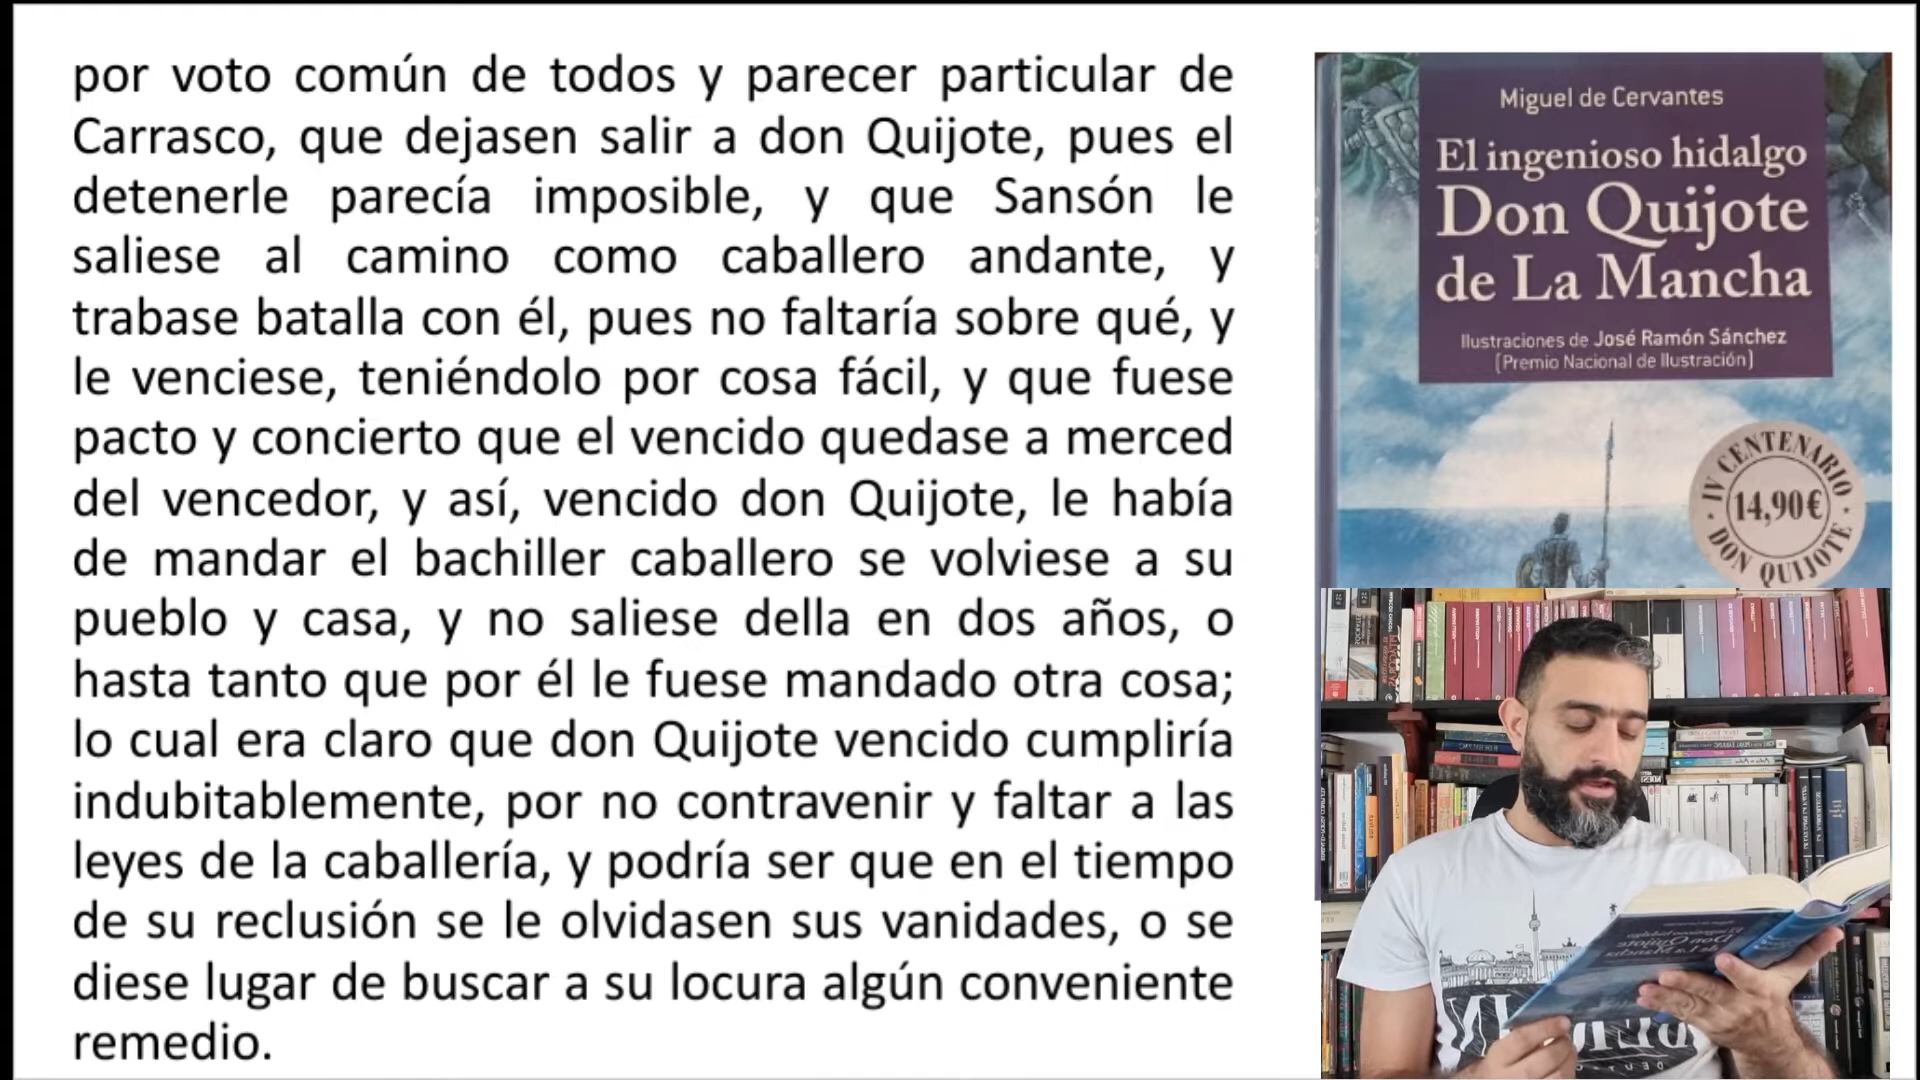 por voto común de todos y parecer particular de
Carrasco, que dejasen salir a don Quijote, pues el
detenerle parecía imposible, y que Sansón le
saliese al camino como caballero andante, y
trabase batalla con él, pues no faltaría sobre qué, y
le venciese, teniéndolo por cosa fácil, y que fuese
pacto y concierto que el vencido quedase a merced
del vencedor, y así, vencido don Quijote, le había
de mandar el bachiller caballero se volviese a su
pueblo y casa, y no saliese della en dos años, o
hasta tanto que por él le fuese mandado otra cosa;
lo cual era claro que don Quijote vencido cumpliría
indubitablemente, por no contravenir y faltar a las
leyes de la caballería, y podría ser que en el tiempo
de su reclusión se le olvidasen sus vanidades, o se
diese lugar de buscar a su locura algún conveniente
remedio.
Miguel de Cervantes
El ingenioso hidalgo
Don Quijote
de La Mancha
Ilustraciones de José Ramón Sánchez
(Premio Nacional de Ilustración)
IV CENTENARIO
14,90€
DON QUIJOTE